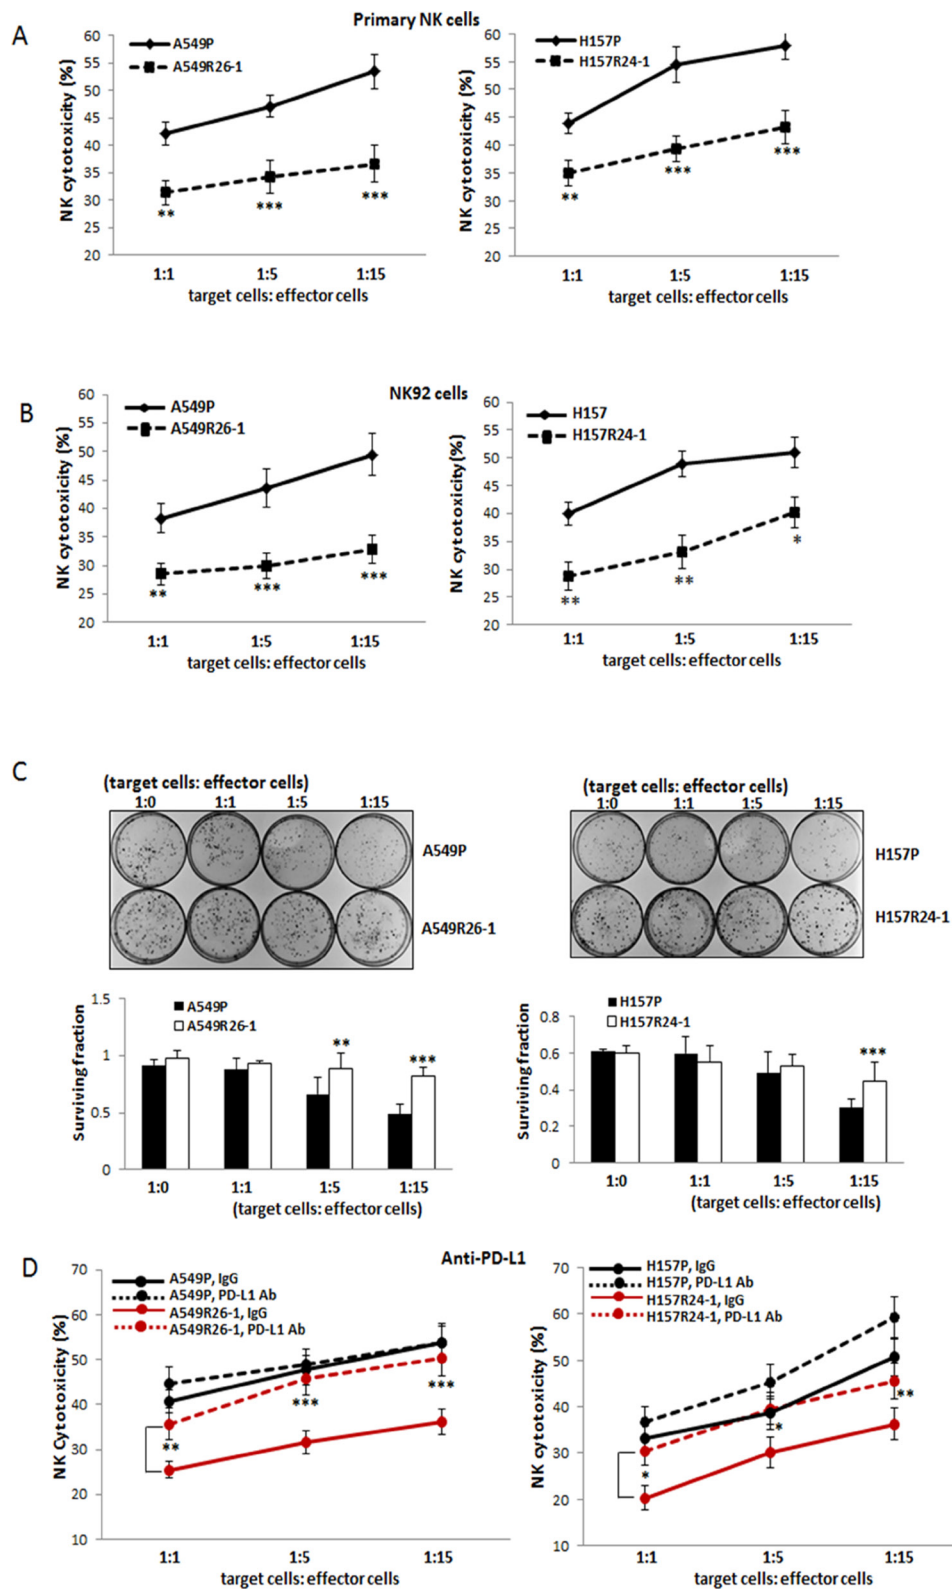 A
Primary NK cells
A549P
A549R26-1
NK cytotoxicity (%)
60
55
50
45
40
35
30
25
20
** *** ***
1:1 1:5 1:15
target cells: effector cells
H157P
H157R24-1
NK cytotoxicity (%)
60
55
50
45
40
35
30
25
20
** *** ***
1:1 1:5 1:15
target cells: effector cells
B
NK92 cells
A549P
A549R26-1
NK cytotoxicity (%)
60
55
50
45
40
35
30
25
20
** *** ***
1:1 1:5 1:15
target cells: effector cells
H157
H157R24-1
NK cytotoxicity(%)
60
55
50
45
40
35
30
25
20
** ** *
1:1 1:5 1:15
target cells: effector cells
C
(target cells: effector cells)
1:0 1:1 1:5 1:15
A549P
A549R26-1
(target cells: effector cells)
1:0 1:1 1:5 1:15
H157P
H157R24-1
A549P
A549R26-1
Surviving fraction
1.5
1
0.5
0
** ***
1:0 1:1 1:5 1:15
(target cells: effector cells)
H157P
H157R24-1
Surviving fraction
0.8
0.6
0.4
0.2
0
***
1:0 1:1 1:5 1:15
(target cells: effector cells)
D
Anti-PD-L1
A549P, IgG
A549P, PD-L1 Ab
A549R26-1, IgG
A549R26-1, PD-L1 Ab
NK Cytotoxicity (%)
70
60
50
40
30
20
10
** *** ***
1:1 1:5 1:15
target cells: effector cells
H157P, IgG
H157P, PD-L1 Ab
H157R24-1, IgG
H157R24-1, PD-L1 Ab
NK cytotoxicity (%)
70
60
50
40
30
20
10
* * **
1:1 1:5 1:15
target cells: effector cells